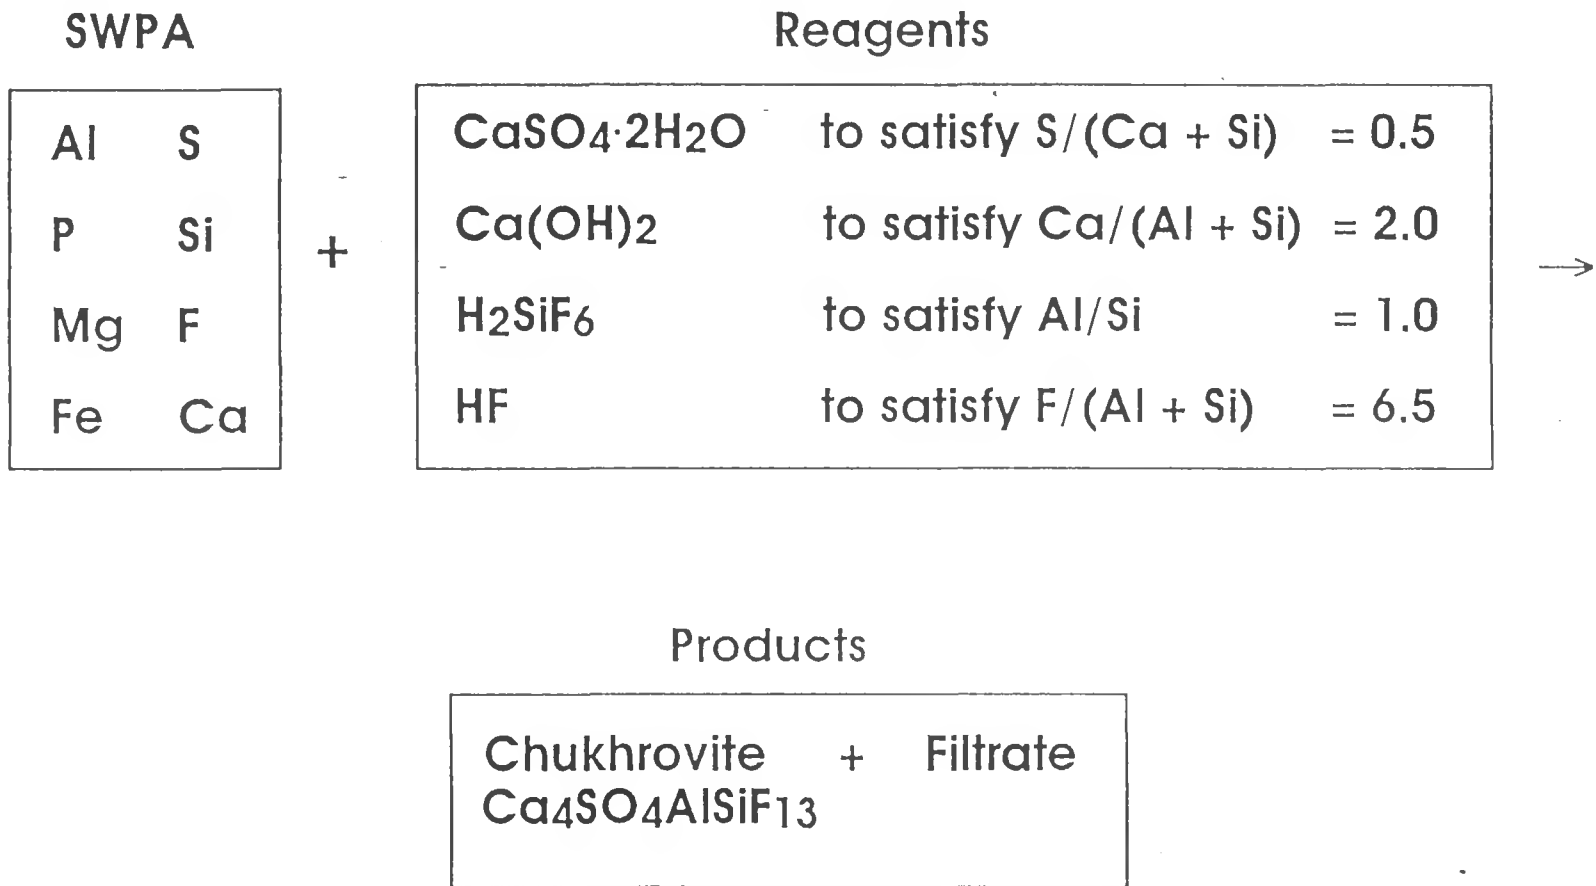 SWPA
Reagents
Al S
P Si
Mg F
Fe Ca
+
CaSO4·2H2O to satisfy S/(Ca + Si) = 0.5
Ca(OH)2 to satisfy Ca/(Al + Si) = 2.0
H2SiF6 to satisfy Al/Si = 1.0
HF to satisfy F/(Al + Si) = 6.5
→
Products
Chukhrovite + Filtrate
Ca4SO4AlSiF13